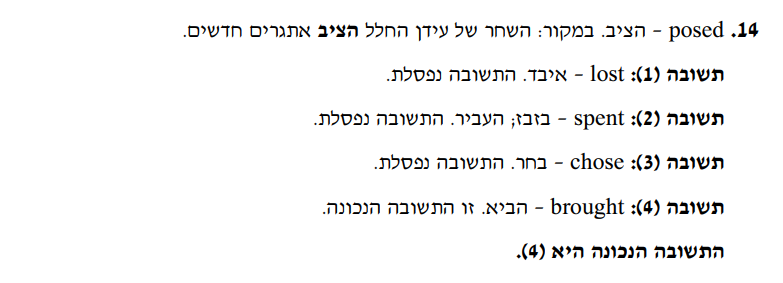 14. posed – הציב. במקור: השחר של עידן החלל הציב אתגרים חדשים.
תשובה (1): lost – איבד. התשובה נפסלת.
תשובה (2): spent – בזבז; העביר. התשובה נפסלת.
תשובה (3): chose – בחר. התשובה נפסלת.
תשובה (4): brought – הביא. זו התשובה הנכונה.
התשובה הנכונה היא (4).